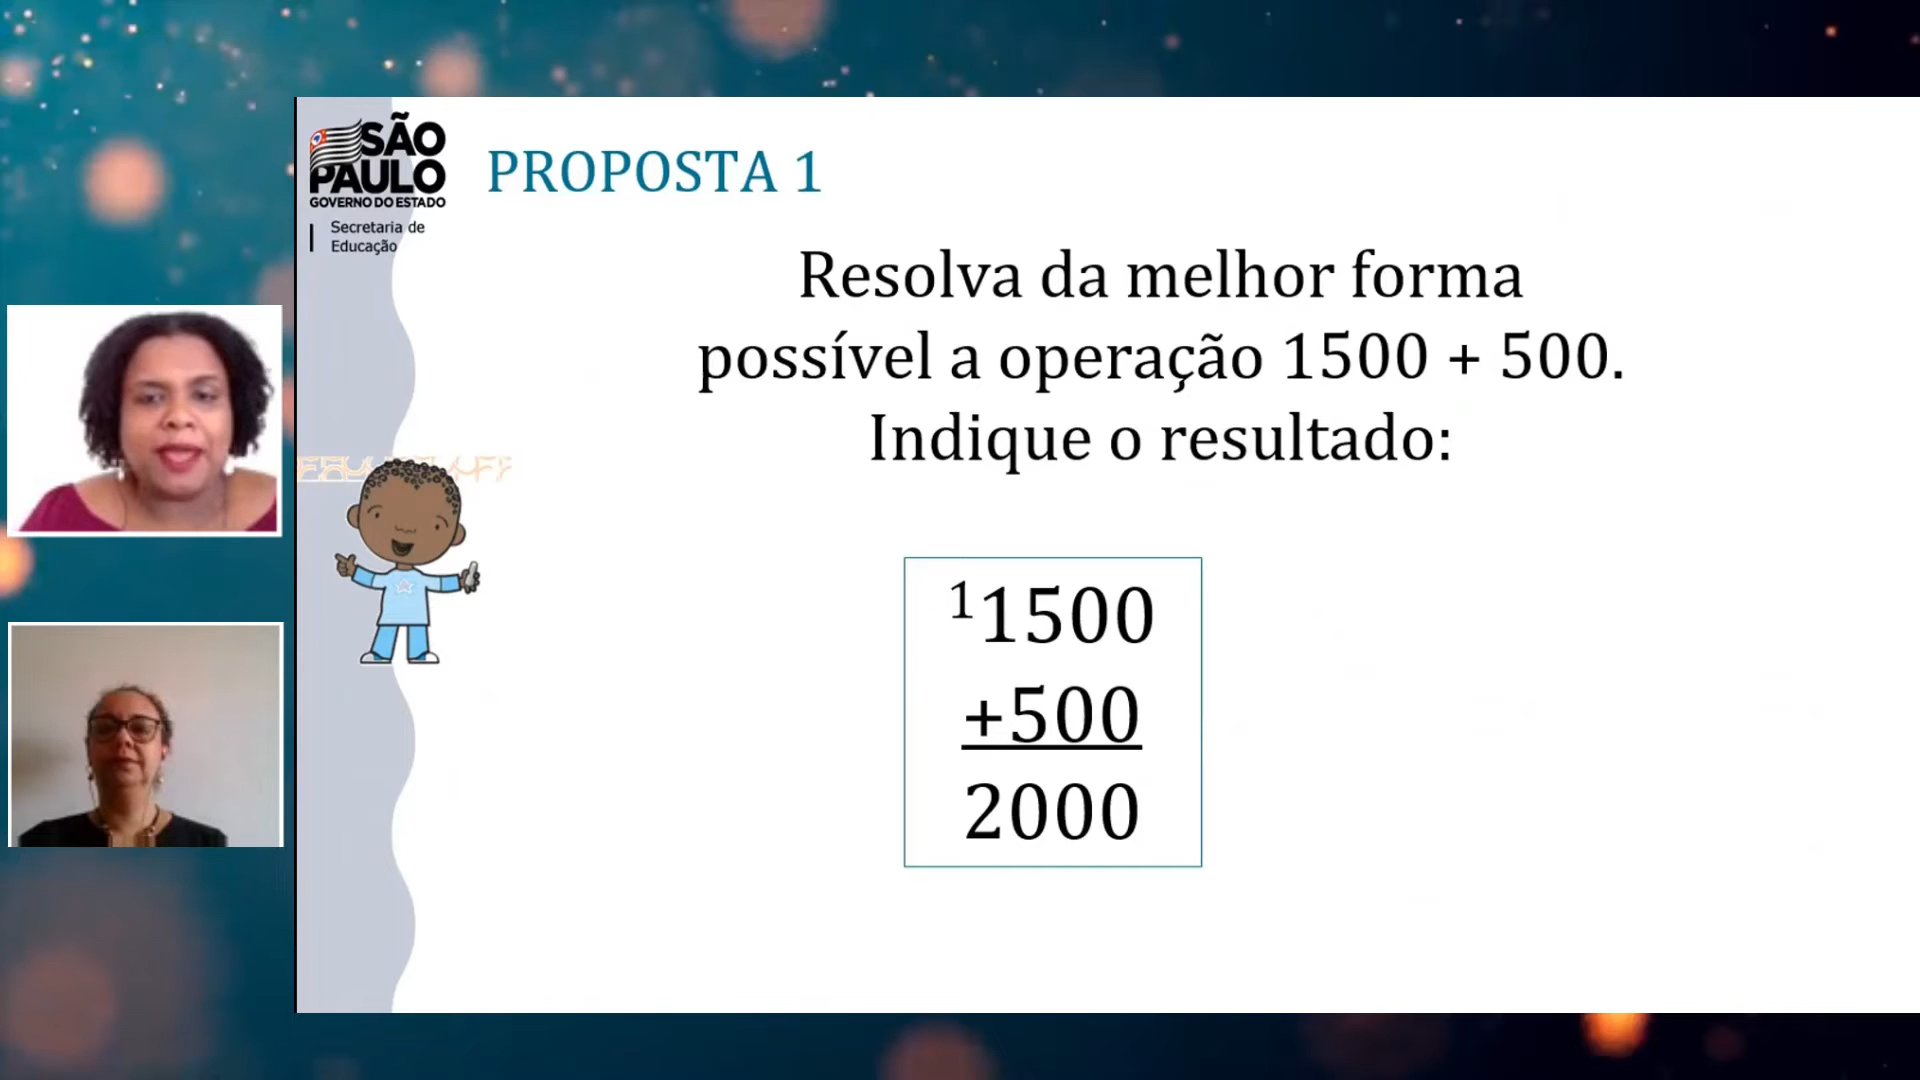 SÃO
PAULO
GOVERNO DO ESTADO
Secretaria de
Educação
PROPOSTA 1
Resolva da melhor forma
possível a operação 1500 + 500.
Indique o resultado:
¹1500
+500
2000